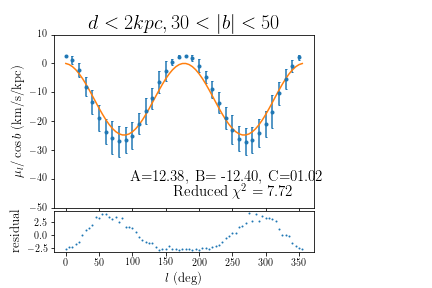 d < 2kpc, 30 < |b| < 50
10
0
−10
−20
−30
−40
−50
μ_l / cos b (km/s/kpc)
A=12.38, B= -12.40, C=01.02
Reduced χ² = 7.72
2.5
0.0
−2.5
residual
0 50 100 150 200 250 300 350
l (deg)